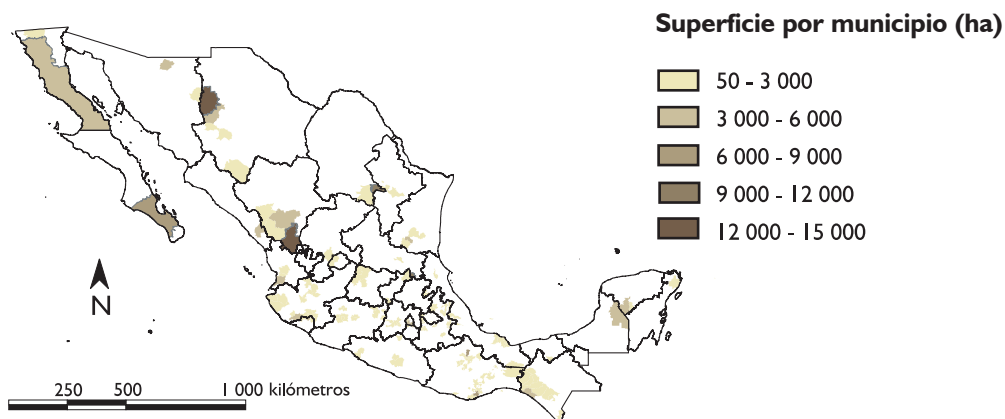 Superficie por municipio (ha)
50 - 3 000
3 000 - 6 000
6 000 - 9 000
9 000 - 12 000
12 000 - 15 000
N
250 500 1 000 kilómetros